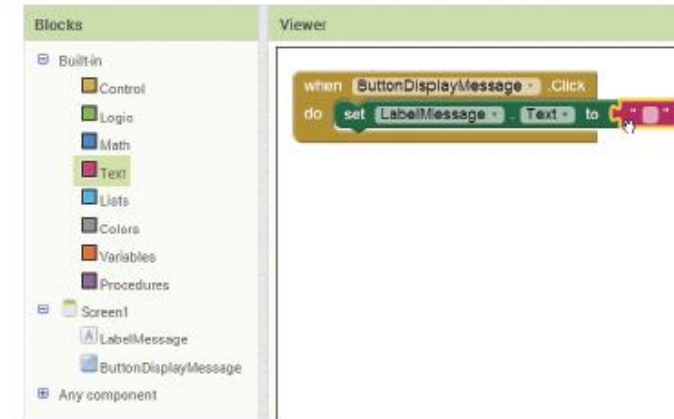 Blocks
Viewer
Built-in
Control
Logic
Math
Text
Lists
Colors
Variables
Procedures
Screen1
A LabelMessage
ButtonDisplayMessage
Any component
when ButtonDisplayMessage .Click
do set LabelMessage . Text to " "